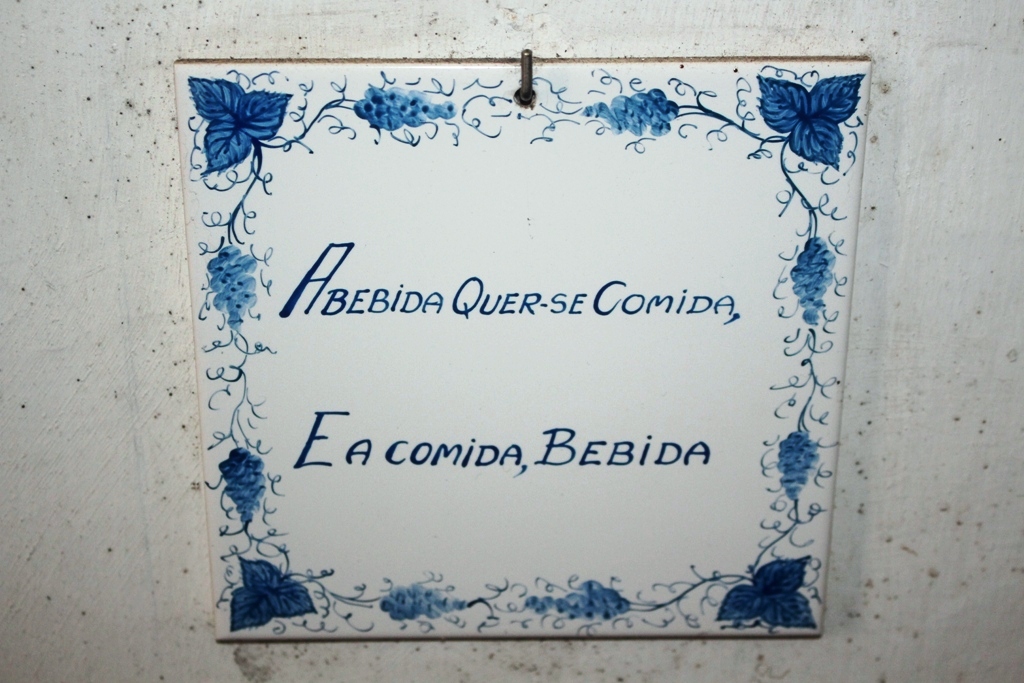 A BEBIDA QUER-SE COMIDA,
E A COMIDA, BEBIDA